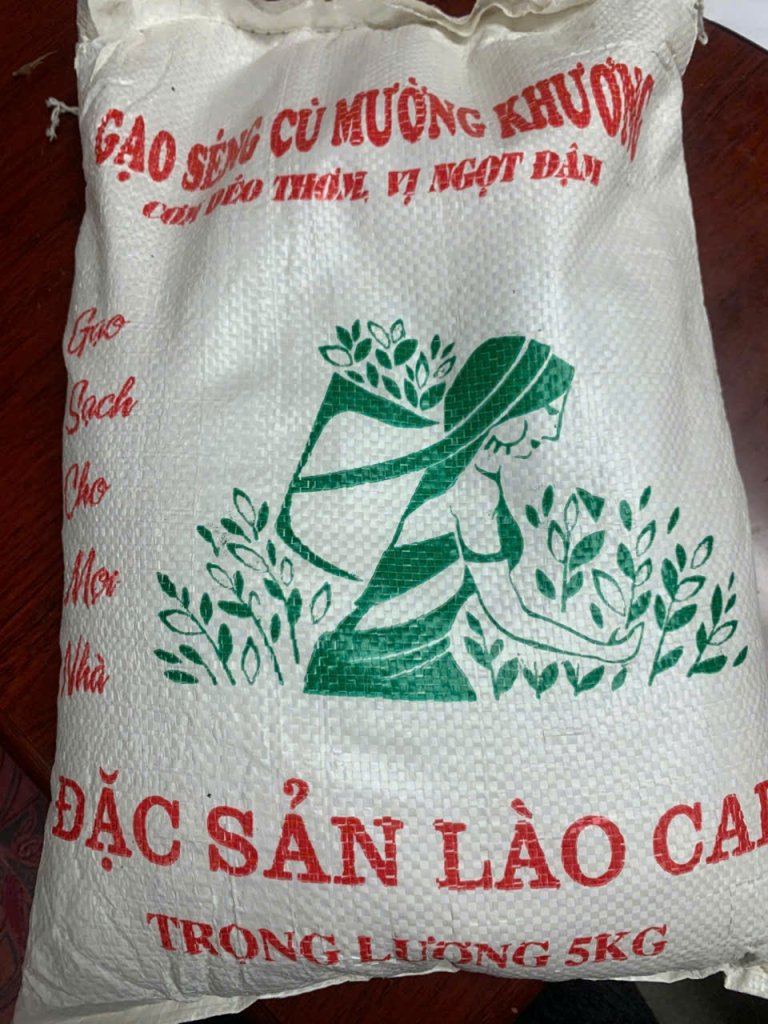 GẠO SÉNG CÙ MƯỜNG KHƯƠNG
CƠM DẺO THƠM, VỊ NGỌT ĐẬM
Gạo
Sạch
Cho
Mọi
Nhà
ĐẶC SẢN LÀO CAI
TRỌNG LƯỢNG 5KG